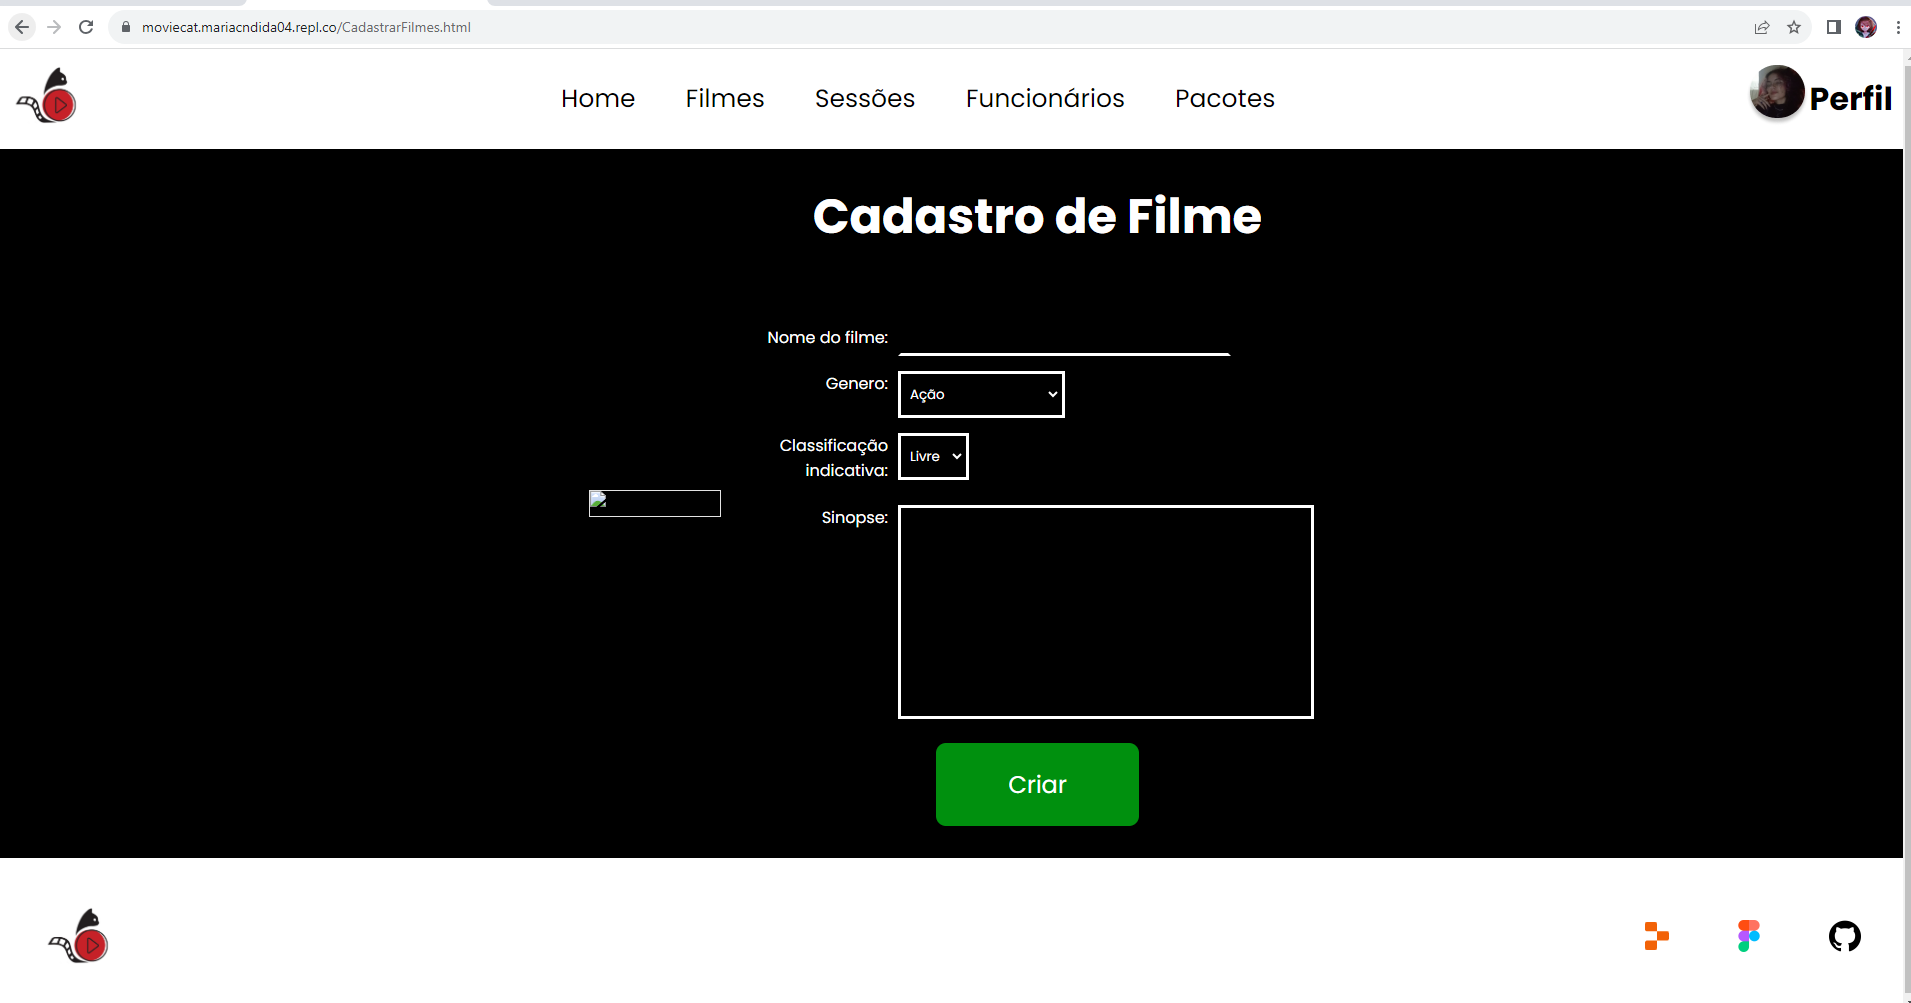 moviecat.mariacndida04.repl.co/CadastrarFilmes.html
Home Filmes Sessões Funcionários Pacotes Perfil
Cadastro de Filme
Nome do filme:
Genero: Ação
Classificação indicativa: Livre
Sinopse:
Criar